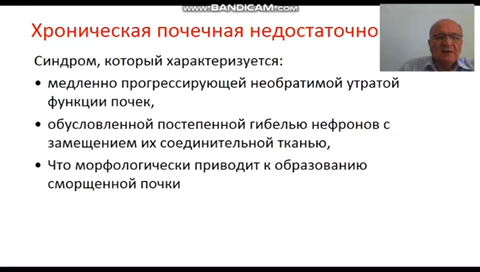 www.BANDICAM.com
Хроническая почечная недостаточно
Синдром, который характеризуется:
• медленно прогрессирующей необратимой утратой
функции почек,
• обусловленной постепенной гибелью нефронов с
замещением их соединительной тканью,
• Что морфологически приводит к образованию
сморщенной почки